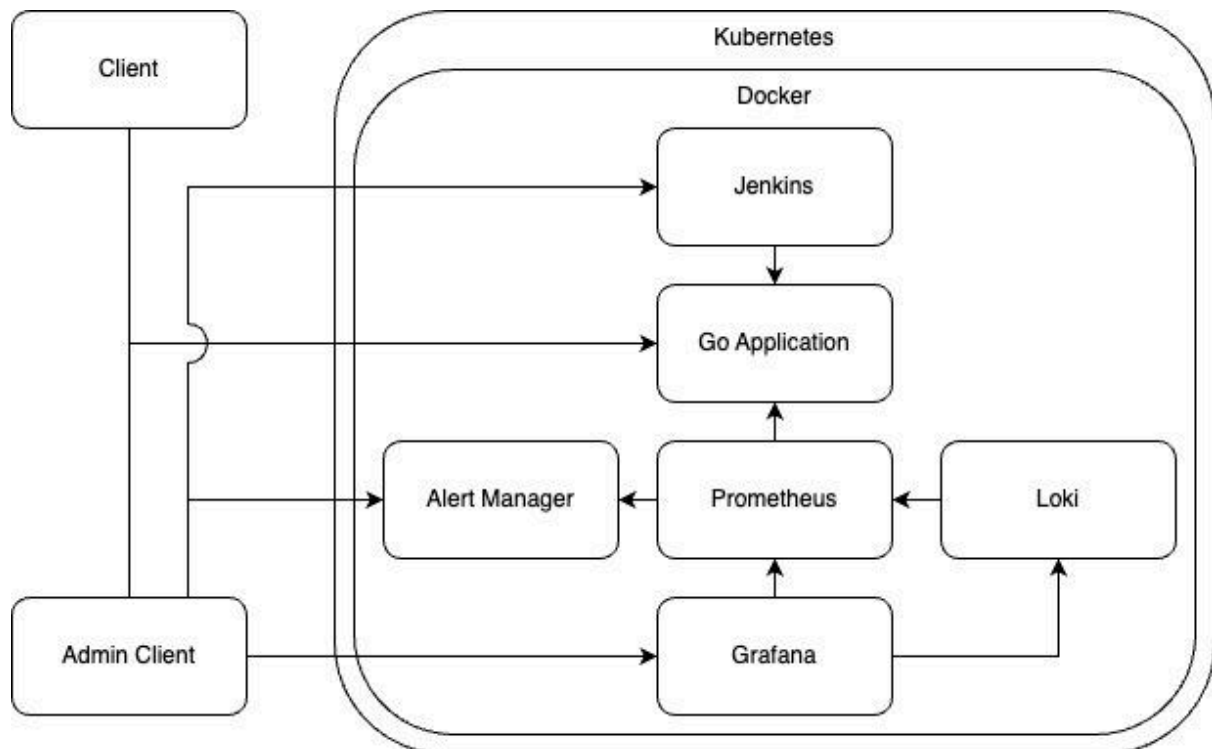 Client
Kubernetes
Docker
Jenkins
Go Application
Alert Manager
Prometheus
Loki
Admin Client
Grafana